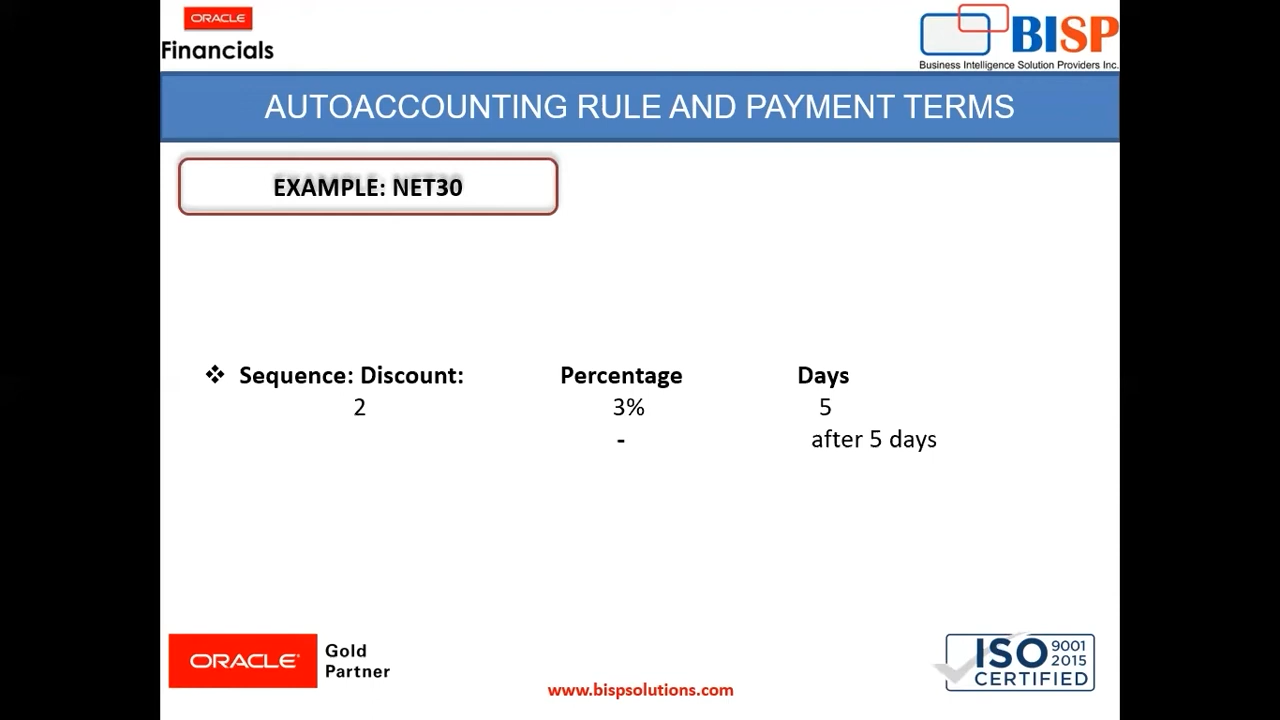 ORACLE
Financials
BISP
Business Intelligence Solution Providers Inc.
AUTOACCOUNTING RULE AND PAYMENT TERMS
EXAMPLE: NET30
❖ Sequence: Discount: Percentage Days
2 3% 5
- after 5 days
ORACLE® Gold Partner
www.bispsolutions.com
ISO 9001 2015
CERTIFIED